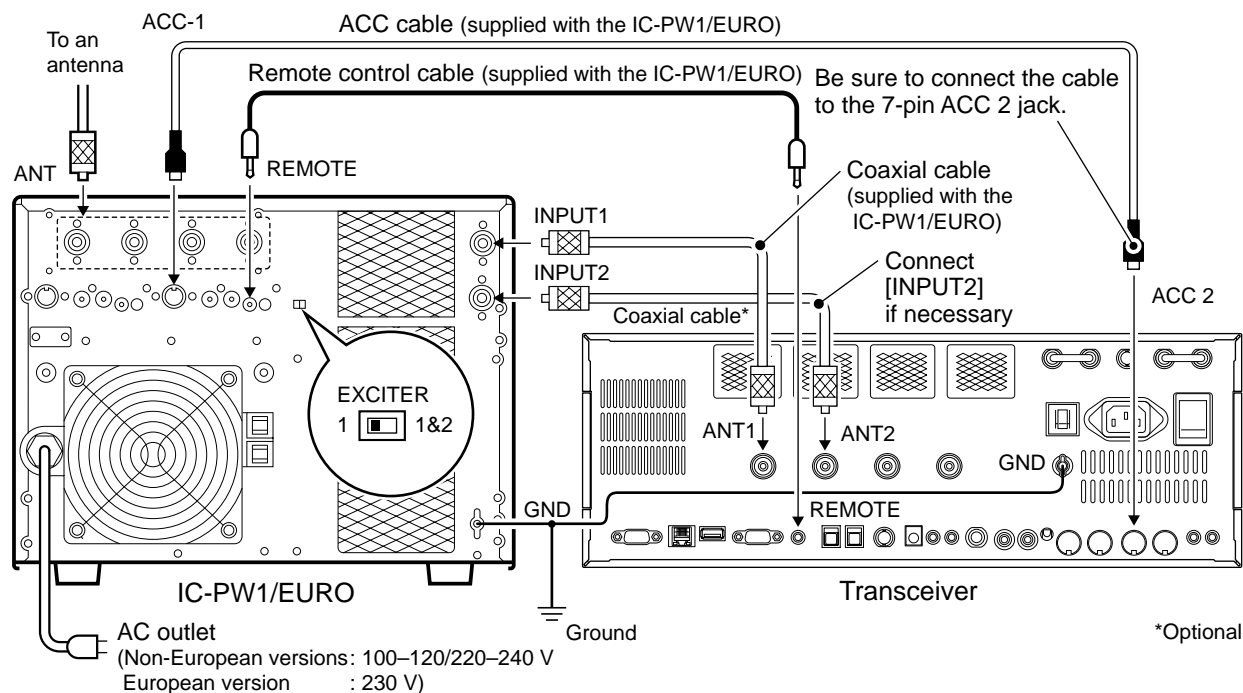 ACC-1
ACC cable (supplied with the IC-PW1/EURO)
To an
antenna
Remote control cable (supplied with the IC-PW1/EURO)
Be sure to connect the cable
to the 7-pin ACC 2 jack.
ANT
REMOTE
Coaxial cable
(supplied with the
IC-PW1/EURO)
INPUT1
INPUT2
Connect
[INPUT2]
if necessary
ACC 2
Coaxial cable*
EXCITER
1 1&2
ANT1
ANT2
GND
GND
REMOTE
IC-PW1/EURO
Transceiver
Ground
*Optional
AC outlet
(Non-European versions: 100–120/220–240 V
European version : 230 V)